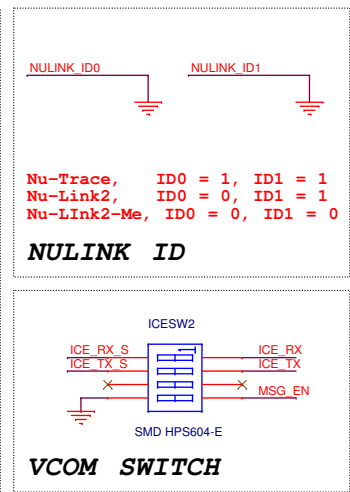 NULINK_ID0 NULINK_ID1
Nu-Trace, ID0 = 1, ID1 = 1
Nu-Link2, ID0 = 0, ID1 = 1
Nu-LInk2-Me, ID0 = 0, ID1 = 0
NULINK ID
ICESW2
ICE_RX_S ICE_RX
ICE_TX_S ICE_TX
MSG_EN
SMD HPS604-E
VCOM SWITCH